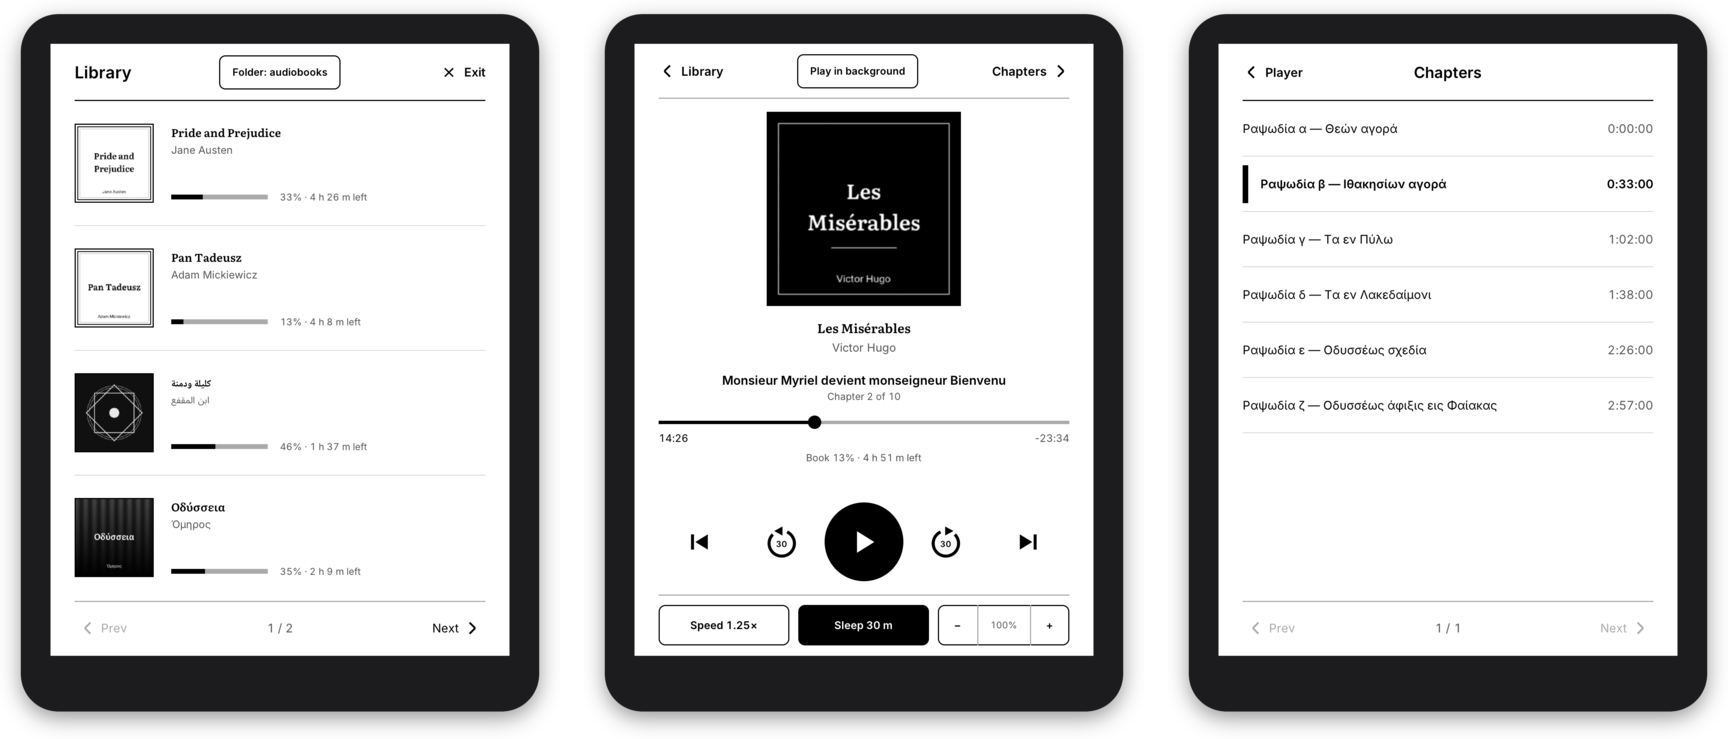 Library
Folder: audiobooks
Exit
Pride and
Prejudice
Jane Austen
Pride and Prejudice
Jane Austen
33% · 4 h 26 m left
Pan Tadeusz
Adam Mickiewicz
Pan Tadeusz
Adam Mickiewicz
13% · 4 h 8 m left
كليلة ودمنة
ابن المقفع
46% · 1 h 37 m left
Οδύσσεια
Όμηρος
Οδύσσεια
Όμηρος
35% · 2 h 9 m left
Prev
1 / 2
Next
Library
Play in background
Chapters
Les
Misérables
Victor Hugo
Les Misérables
Victor Hugo
Monsieur Myriel devient monseigneur Bienvenu
Chapter 2 of 10
14:26
-23:34
Book 13% · 4 h 51 m left
30
30
Speed 1.25×
Sleep 30 m
−
100%
+
Player
Chapters
Ραψωδία α — Θεών αγορά 0:00:00
Ραψωδία β — Ιθακησίων αγορά 0:33:00
Ραψωδία γ — Τα εν Πύλω 1:02:00
Ραψωδία δ — Τα εν Λακεδαίμονι 1:38:00
Ραψωδία ε — Οδυσσέως σχεδία 2:26:00
Ραψωδία ζ — Οδυσσέως άφιξις εις Φαίακας 2:57:00
Prev
1 / 1
Next